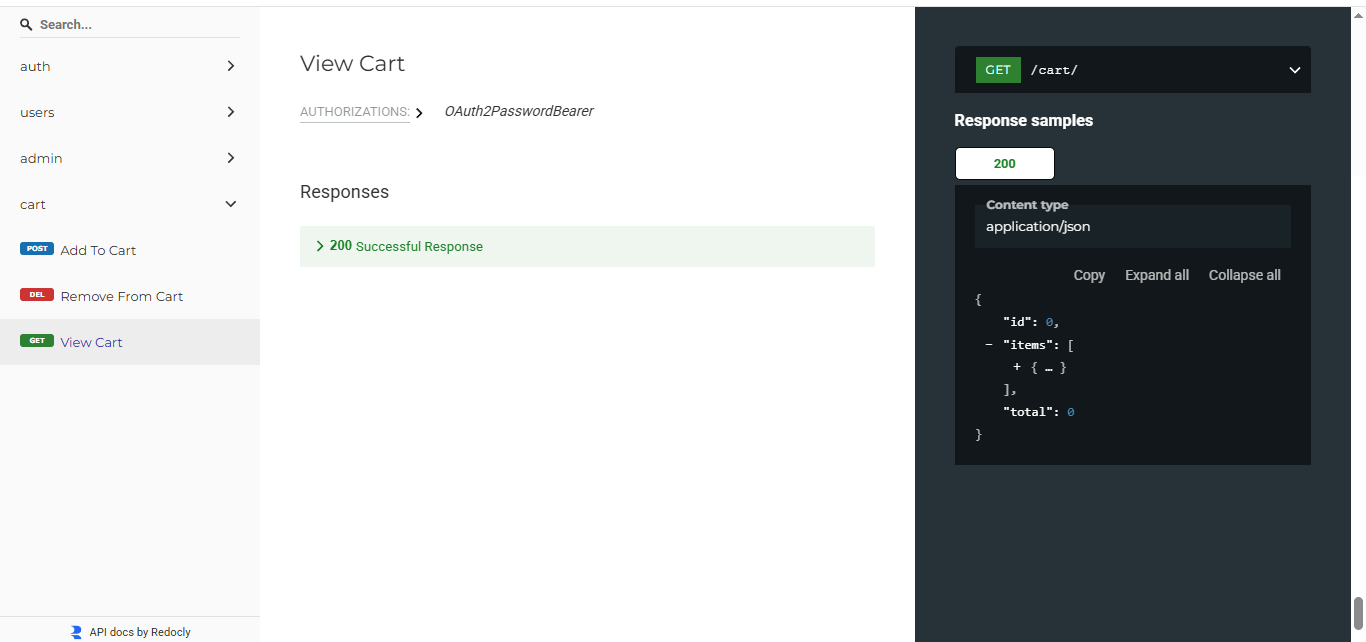 Search...
auth
users
admin
cart
POST Add To Cart
DEL Remove From Cart
GET View Cart
API docs by Redocly
View Cart
AUTHORIZATIONS: OAuth2PasswordBearer
Responses
200 Successful Response
GET /cart/
Response samples
200
Content type
application/json
Copy Expand all Collapse all
{
"id": 0,
− "items": [
+ { … }
],
"total": 0
}